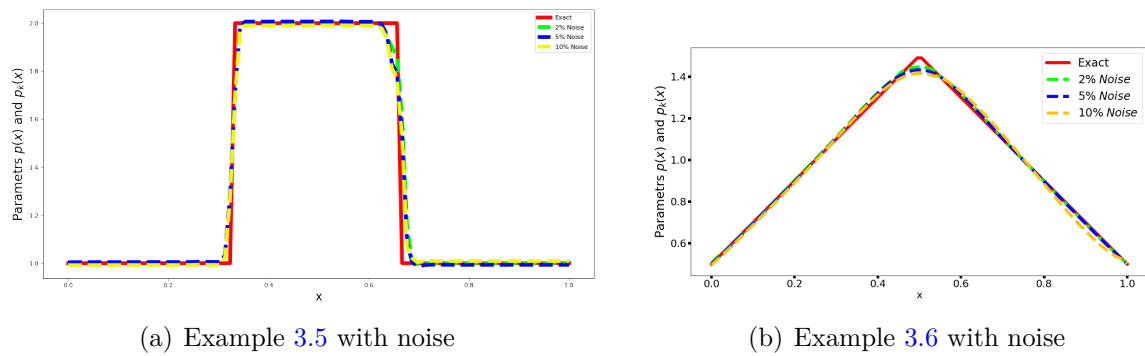 Parametrs p(x) and p_k(x)
2.0
1.8
1.6
1.4
1.2
1.0
0.0
0.2
0.4
0.6
0.8
1.0
x
Exact
2% Noise
5% Noise
10% Noise
(a) Example 3.5 with noise
Parametrs p(x) and p_k(x)
1.4
1.2
1.0
0.8
0.6
0.0
0.2
0.4
0.6
0.8
1.0
x
Exact
2% Noise
5% Noise
10% Noise
(b) Example 3.6 with noise